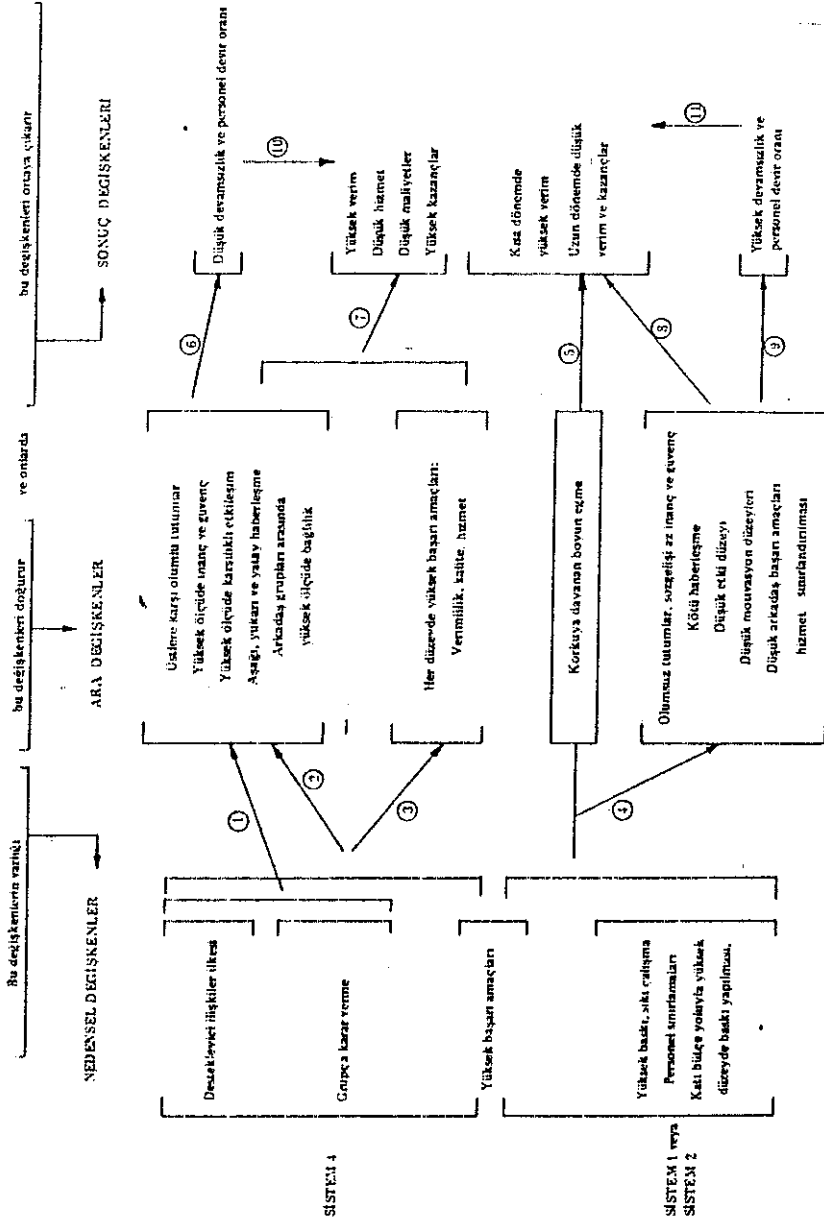 Bu değişkenlerin varlığı
bu değişkenleri doğurur
ve onlarda
bu değişkenleri ortaya çıkarır
NEDENSEL DEĞİŞKENLER
ARA DEĞİŞKENLER
SONUÇ DEĞİŞKENLERİ
SİSTEM 4
Destekleyici ilişkiler ilkesi
Grupça karar verme
Yüksek başarı amaçları
1
2
3
Üstlere karşı olumlu tutumlar
Yüksek ölçüde inanç ve güvenç
Yüksek ölçüde karşılıklı etkileşim
Aşağı, yukarı ve yatay haberleşme
Arkadaş grupları arasında
yüksek ölçüde bağlılık
Her düzeyde yüksek başarı amaçları:
Verimlilik, kalite, hizmet
6
7
Düşük devamsızlık ve personel devir oranı
10
Yüksek verim
Düşük hizmet
Düşük maliyetler
Yüksek kazançlar
SİSTEM 1 veya
SİSTEM 2
Yüksek baskı, sıkı çalışma
Personel sınırlamaları
Katı bütçe yoluyla yüksek
düzeyde baskı yapılması,
4
Korkuya dayanan boyun eğme
Olumsuz tutumlar, sözgelişi az inanç ve güvenç
Kötü haberleşme
Düşük etki düzeyi
Düşük motivasyon düzeyleri
Düşük arkadaş başarı amaçları
hizmet sınırlandırılması
5
8
9
Kısa dönemde
yüksek verim
Uzun dönemde düşük
verim ve kazançlar
11
Yüksek devamsızlık ve
personel devir oranı